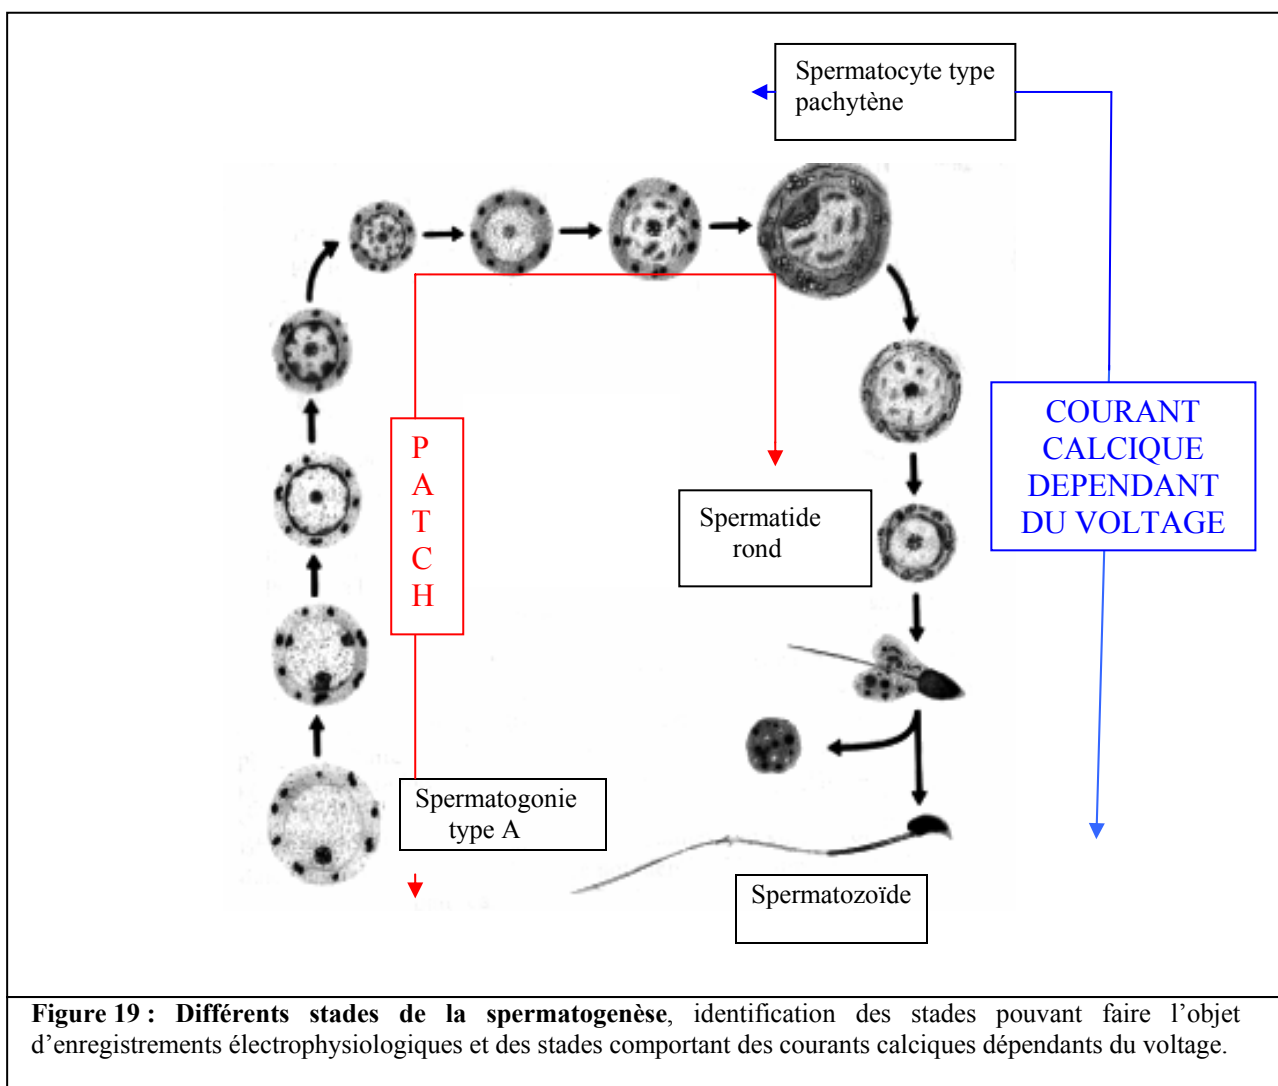 Spermatocyte type
pachytène
P
A
T
C
H
COURANT
CALCIQUE
DEPENDANT
DU VOLTAGE
Spermatide
rond
Spermatogonie
type A
Spermatozoïde
Figure 19 : Différents stades de la spermatogenèse, identification des stades pouvant faire l’objet
d’enregistrements électrophysiologiques et des stades comportant des courants calciques dépendants du voltage.